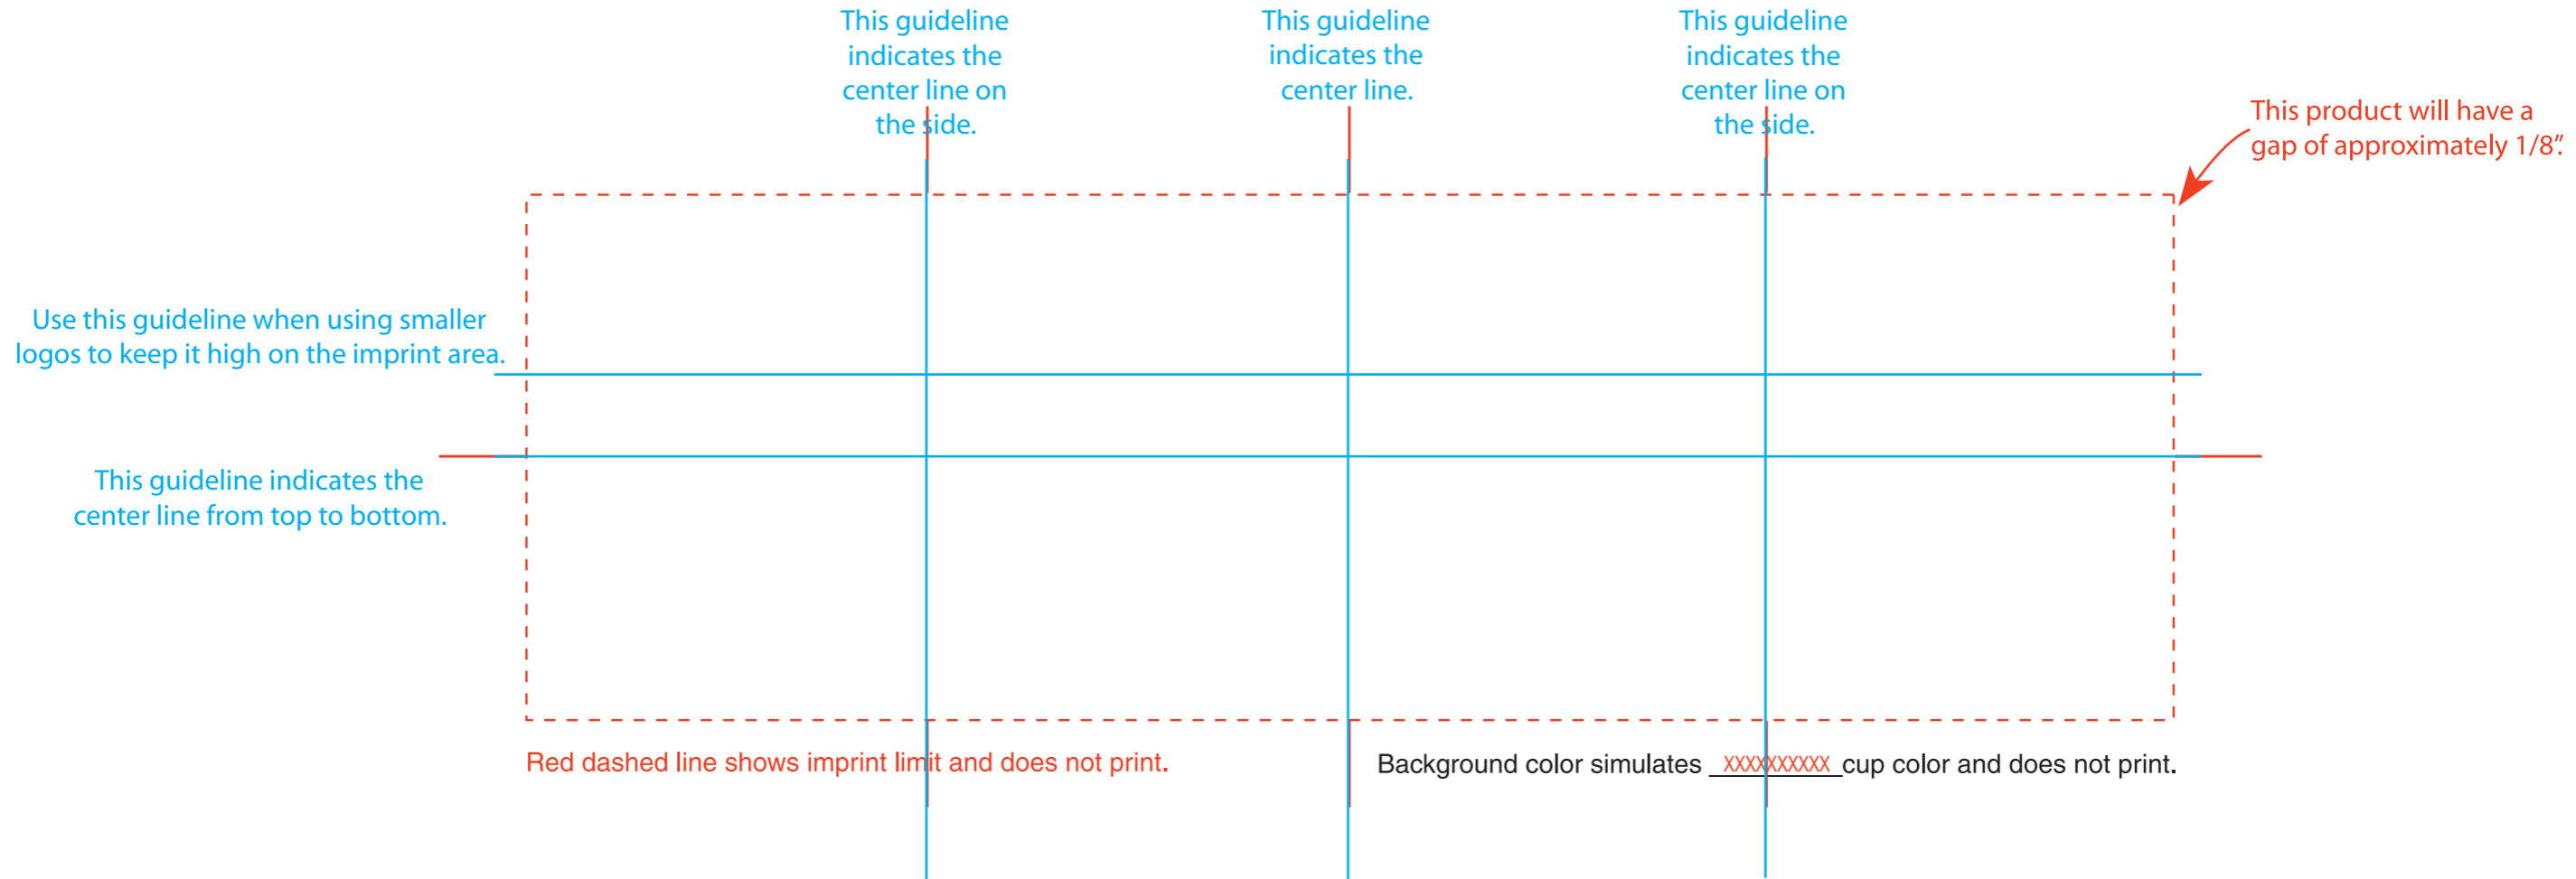 This guideline
indicates the
center line on
the side.
This guideline
indicates the
center line.
This guideline
indicates the
center line on
the side.
This product will have a
gap of approximately 1/8”.
Use this guideline when using smaller
logos to keep it high on the imprint area.
This guideline indicates the
center line from top to bottom.
Red dashed line shows imprint limit and does not print.
Background color simulates XXXXXXXXXX cup color and does not print.